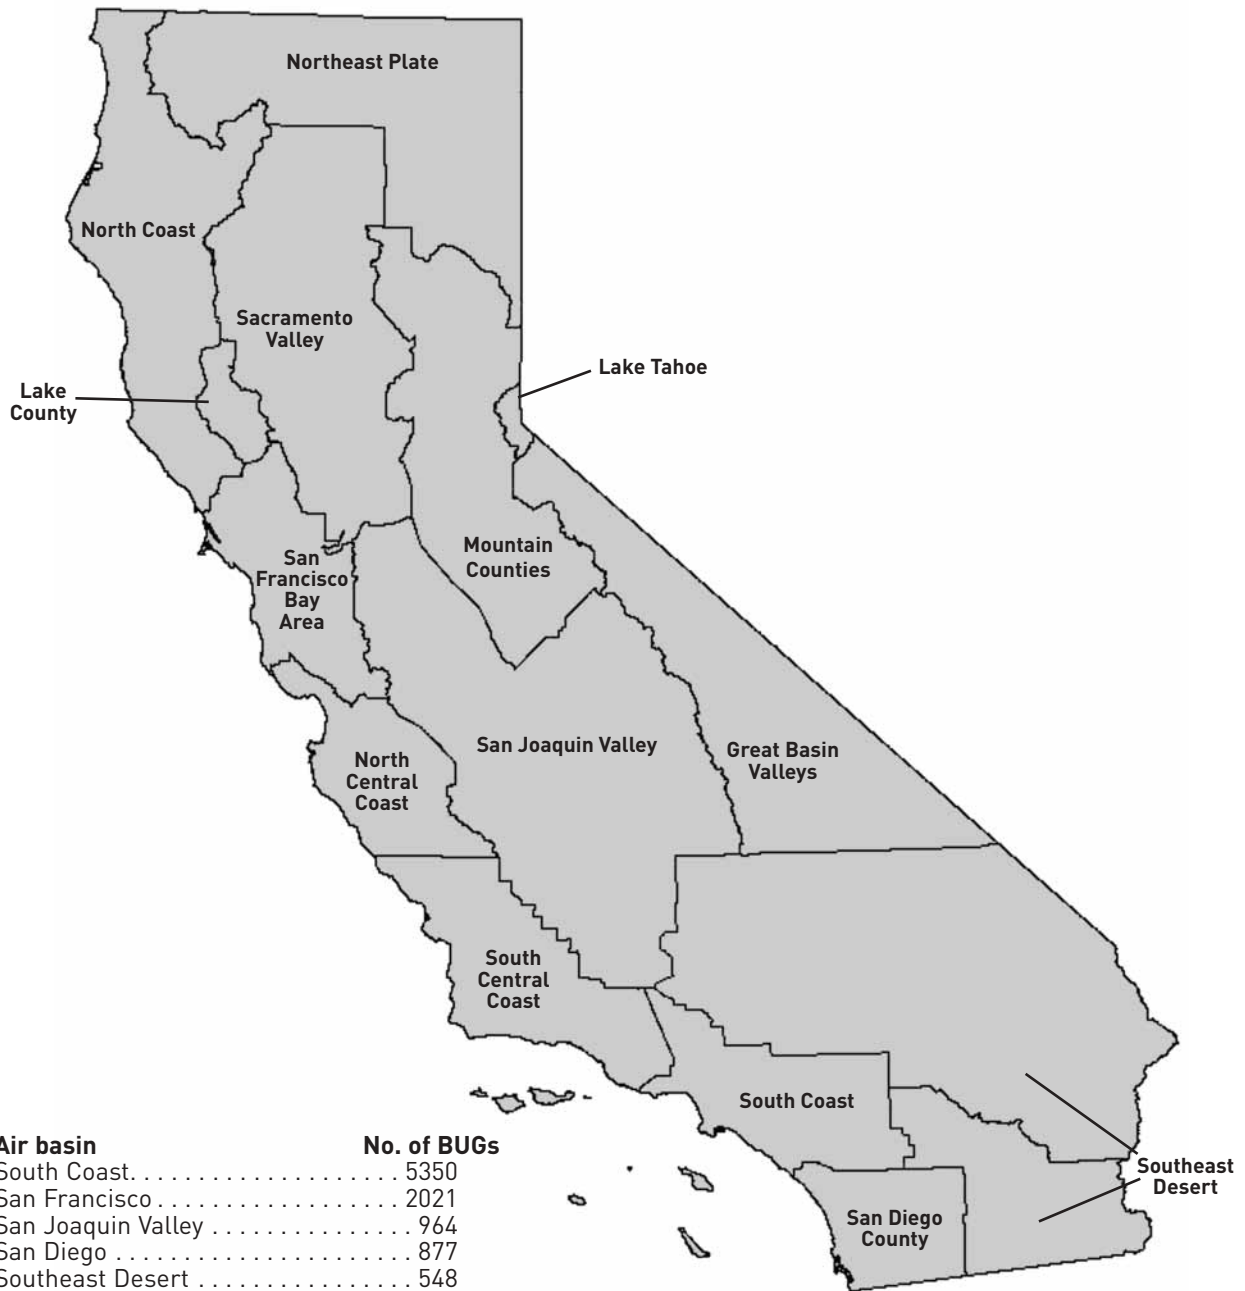 Northeast Plate
North Coast
Sacramento
Valley
Lake Tahoe
Lake
County
Mountain
Counties
San
Francisco
Bay
Area
San Joaquin Valley
Great Basin
Valleys
North
Central
Coast
South
Central
Coast
South Coast
Southeast
Desert
San Diego
County
Air basin No. of BUGs
South Coast. . . . . . . . . . . . . . . . . . . . 5350
San Francisco . . . . . . . . . . . . . . . . . . 2021
San Joaquin Valley . . . . . . . . . . . . . . 964
San Diego . . . . . . . . . . . . . . . . . . . . . 877
Southeast Desert . . . . . . . . . . . . . . . 548